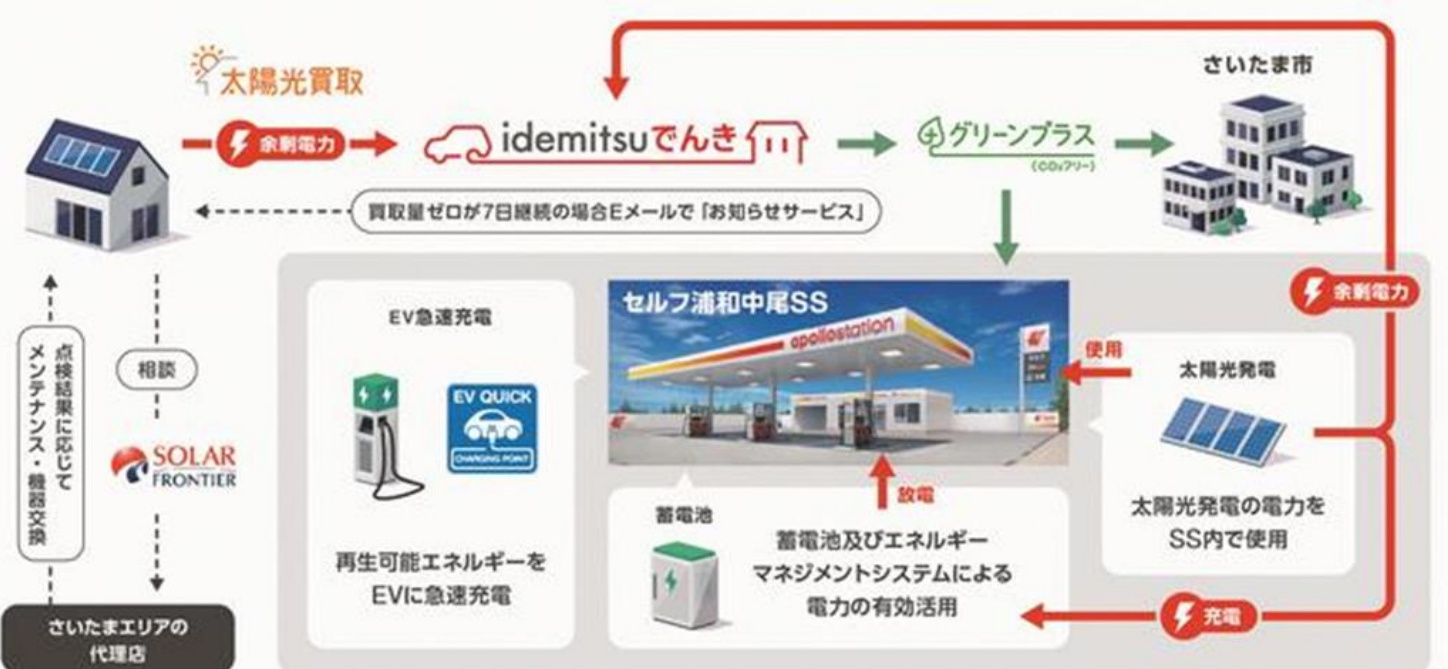 太陽光買取
余剰電力
idemitsuでんき
グリーンプラス
(CO₂フリー)
さいたま市
買取量ゼロが7日継続の場合Eメールで「お知らせサービス」
余剰電力
点検結果に応じて
メンテナンス・機器交換
相談
SOLAR
FRONTIER
さいたまエリアの
代理店
EV急速充電
EV QUICK
CHARGING POINT
再生可能エネルギーを
EVに急速充電
セルフ浦和中尾SS
apollostation
使用
太陽光発電
太陽光発電の電力を
SS内で使用
放電
蓄電池
蓄電池及びエネルギー
マネジメントシステムによる
電力の有効活用
充電